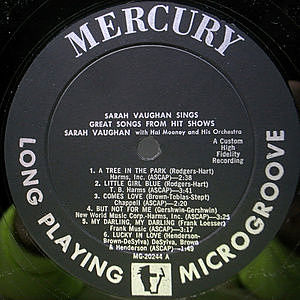 MERCURY
SARAH VAUGHAN SINGS
GREAT SONGS FROM HIT SHOWS
SARAH VAUGHAN with Hal Mooney and His Orchestra
A Custom
High
Fidelity
Recording
1. A TREE IN THE PARK (Rodgers-Hart)
Harms, Inc. (ASCAP)—2:38
2. LITTLE GIRL BLUE (Rodgers-Hart)
T. B. Harms (ASCAP)—3:41
3. COMES LOVE (Brown-Tobias-Stept)
Chappell (ASCAP)—2:20
4. BUT NOT FOR ME (Gershwin-Gershwin)
New World Music Corp.-Harms, Inc. (ASCAP)—3:25
5. MY DARLING, MY DARLING (Frank Loesser)
Frank Music (ASCAP)—3:17
6. LUCKY IN LOVE (Henderson-
Brown-DeSylva) DeSylva, Brown
& Henderson (ASCAP)—1:49
MG-20244 A
LONG PLAYING MICROGROOVE